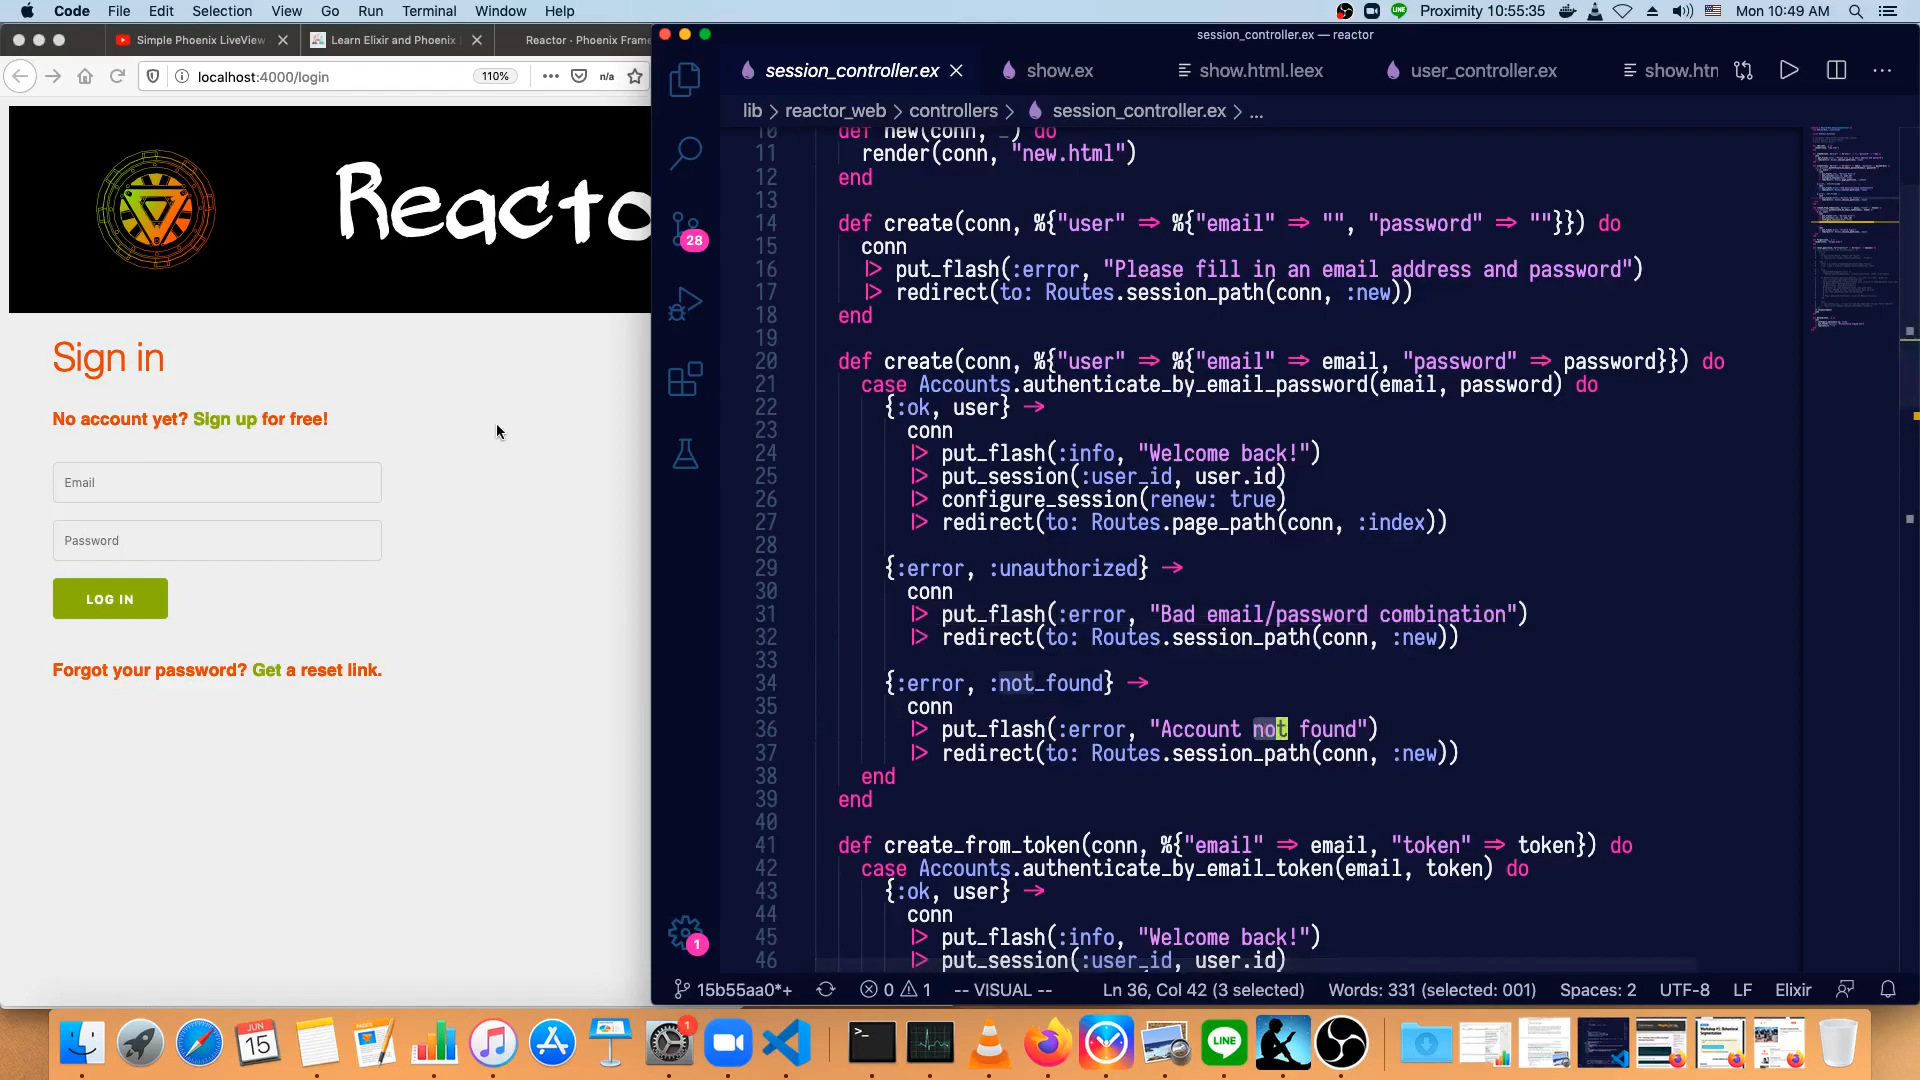 Code File Edit Selection View Go Run Terminal Window Help
Proximity 10:55:35 Mon 10:49 AM
Simple Phoenix LiveView
Learn Elixir and Phoenix
Reactor · Phoenix Frame
localhost:4000/login
110%
n/a
Reacto
Sign in
No account yet? Sign up for free!
Email
Password
LOG IN
Forgot your password? Get a reset link.
session_controller.ex — reactor
session_controller.ex
show.ex
show.html.leex
user_controller.ex
show.htm
lib > reactor_web > controllers > session_controller.ex > ...
28
1
10 def new(conn, _) do
11 render(conn, "new.html")
12 end
13
14 def create(conn, %{"user" => %{"email" => "", "password" => ""}}) do
15 conn
16 |> put_flash(:error, "Please fill in an email address and password")
17 |> redirect(to: Routes.session_path(conn, :new))
18 end
19
20 def create(conn, %{"user" => %{"email" => email, "password" => password}}) do
21 case Accounts.authenticate_by_email_password(email, password) do
22 {:ok, user} ->
23 conn
24 |> put_flash(:info, "Welcome back!")
25 |> put_session(:user_id, user.id)
26 |> configure_session(renew: true)
27 |> redirect(to: Routes.page_path(conn, :index))
28
29 {:error, :unauthorized} ->
30 conn
31 |> put_flash(:error, "Bad email/password combination")
32 |> redirect(to: Routes.session_path(conn, :new))
33
34 {:error, :not_found} ->
35 conn
36 |> put_flash(:error, "Account not found")
37 |> redirect(to: Routes.session_path(conn, :new))
38 end
39 end
40
41 def create_from_token(conn, %{"email" => email, "token" => token}) do
42 case Accounts.authenticate_by_email_token(email, token) do
43 {:ok, user} ->
44 conn
45 |> put_flash(:info, "Welcome back!")
46 |> put_session(:user_id, user.id)
15b55aa0*+ 0 1 -- VISUAL -- Ln 36, Col 42 (3 selected) Words: 331 (selected: 001) Spaces: 2 UTF-8 LF Elixir
JUN
15
1
LINE